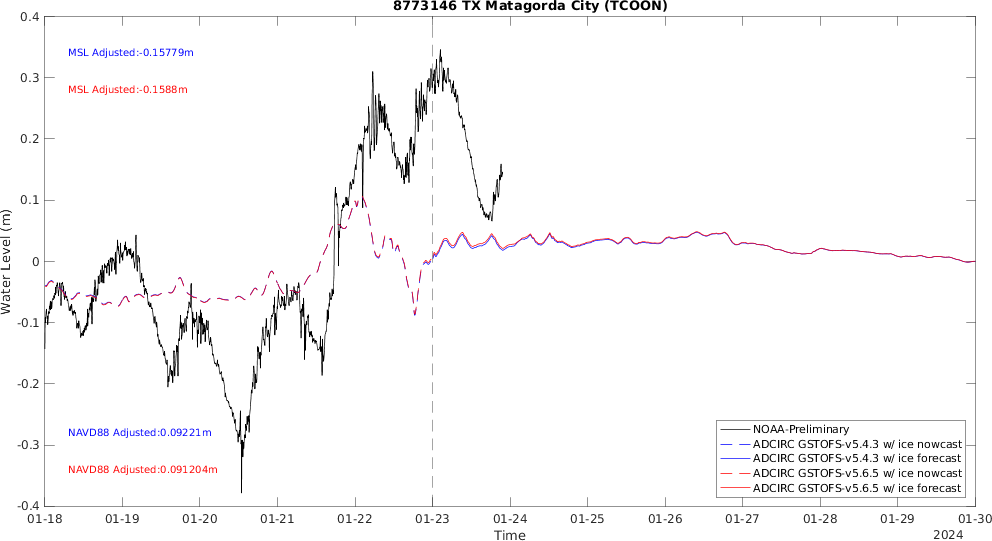 8773146 TX Matagorda City (TCOON)
MSL Adjusted:-0.15779m
MSL Adjusted:-0.1588m
NAVD88 Adjusted:0.09221m
NAVD88 Adjusted:0.091204m
Water Level (m)
0.4
0.3
0.2
0.1
0
-0.1
-0.2
-0.3
-0.4
NOAA-Preliminary
ADCIRC GSTOFS-v5.4.3 w/ ice nowcast
ADCIRC GSTOFS-v5.4.3 w/ ice forecast
ADCIRC GSTOFS-v5.6.5 w/ ice nowcast
ADCIRC GSTOFS-v5.6.5 w/ ice forecast
01-18 01-19 01-20 01-21 01-22 01-23 01-24 01-25 01-26 01-27 01-28 01-29 01-30
Time
2024